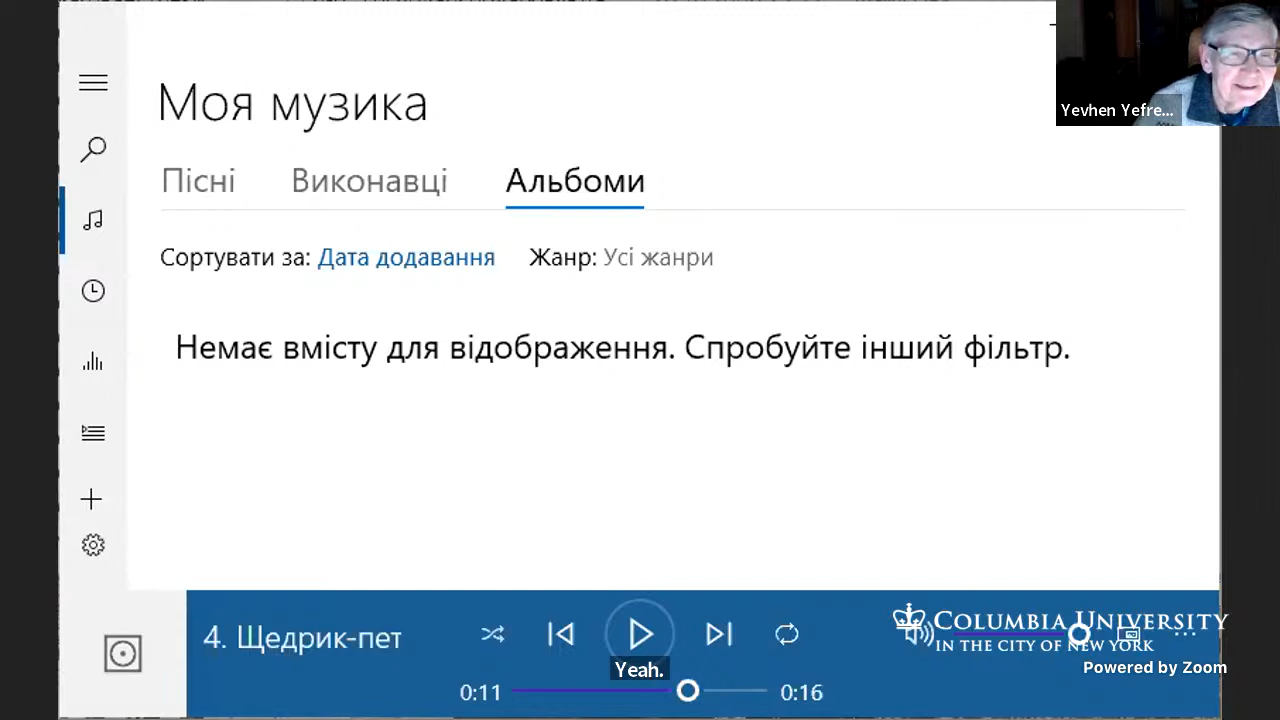 Моя музика
Yevhen Yefre...
Пісні Виконавці Альбоми
Сортувати за: Дата додавання Жанр: Усі жанри
Немає вмісту для відображення. Спробуйте інший фільтр.
4. Щедрик-пет
COLUMBIA UNIVERSITY
IN THE CITY OF NEW YORK
Yeah.
Powered by Zoom
0:11 0:16